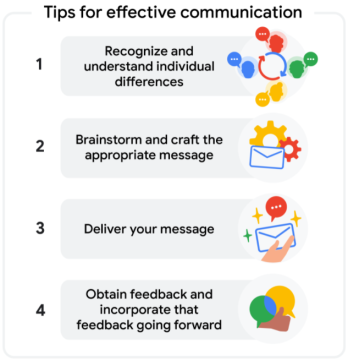 Tips for effective communication
1
Recognize and
understand individual
differences
2
Brainstorm and craft the
appropriate message
3
Deliver your message
4
Obtain feedback and
incorporate that
feedback going forward